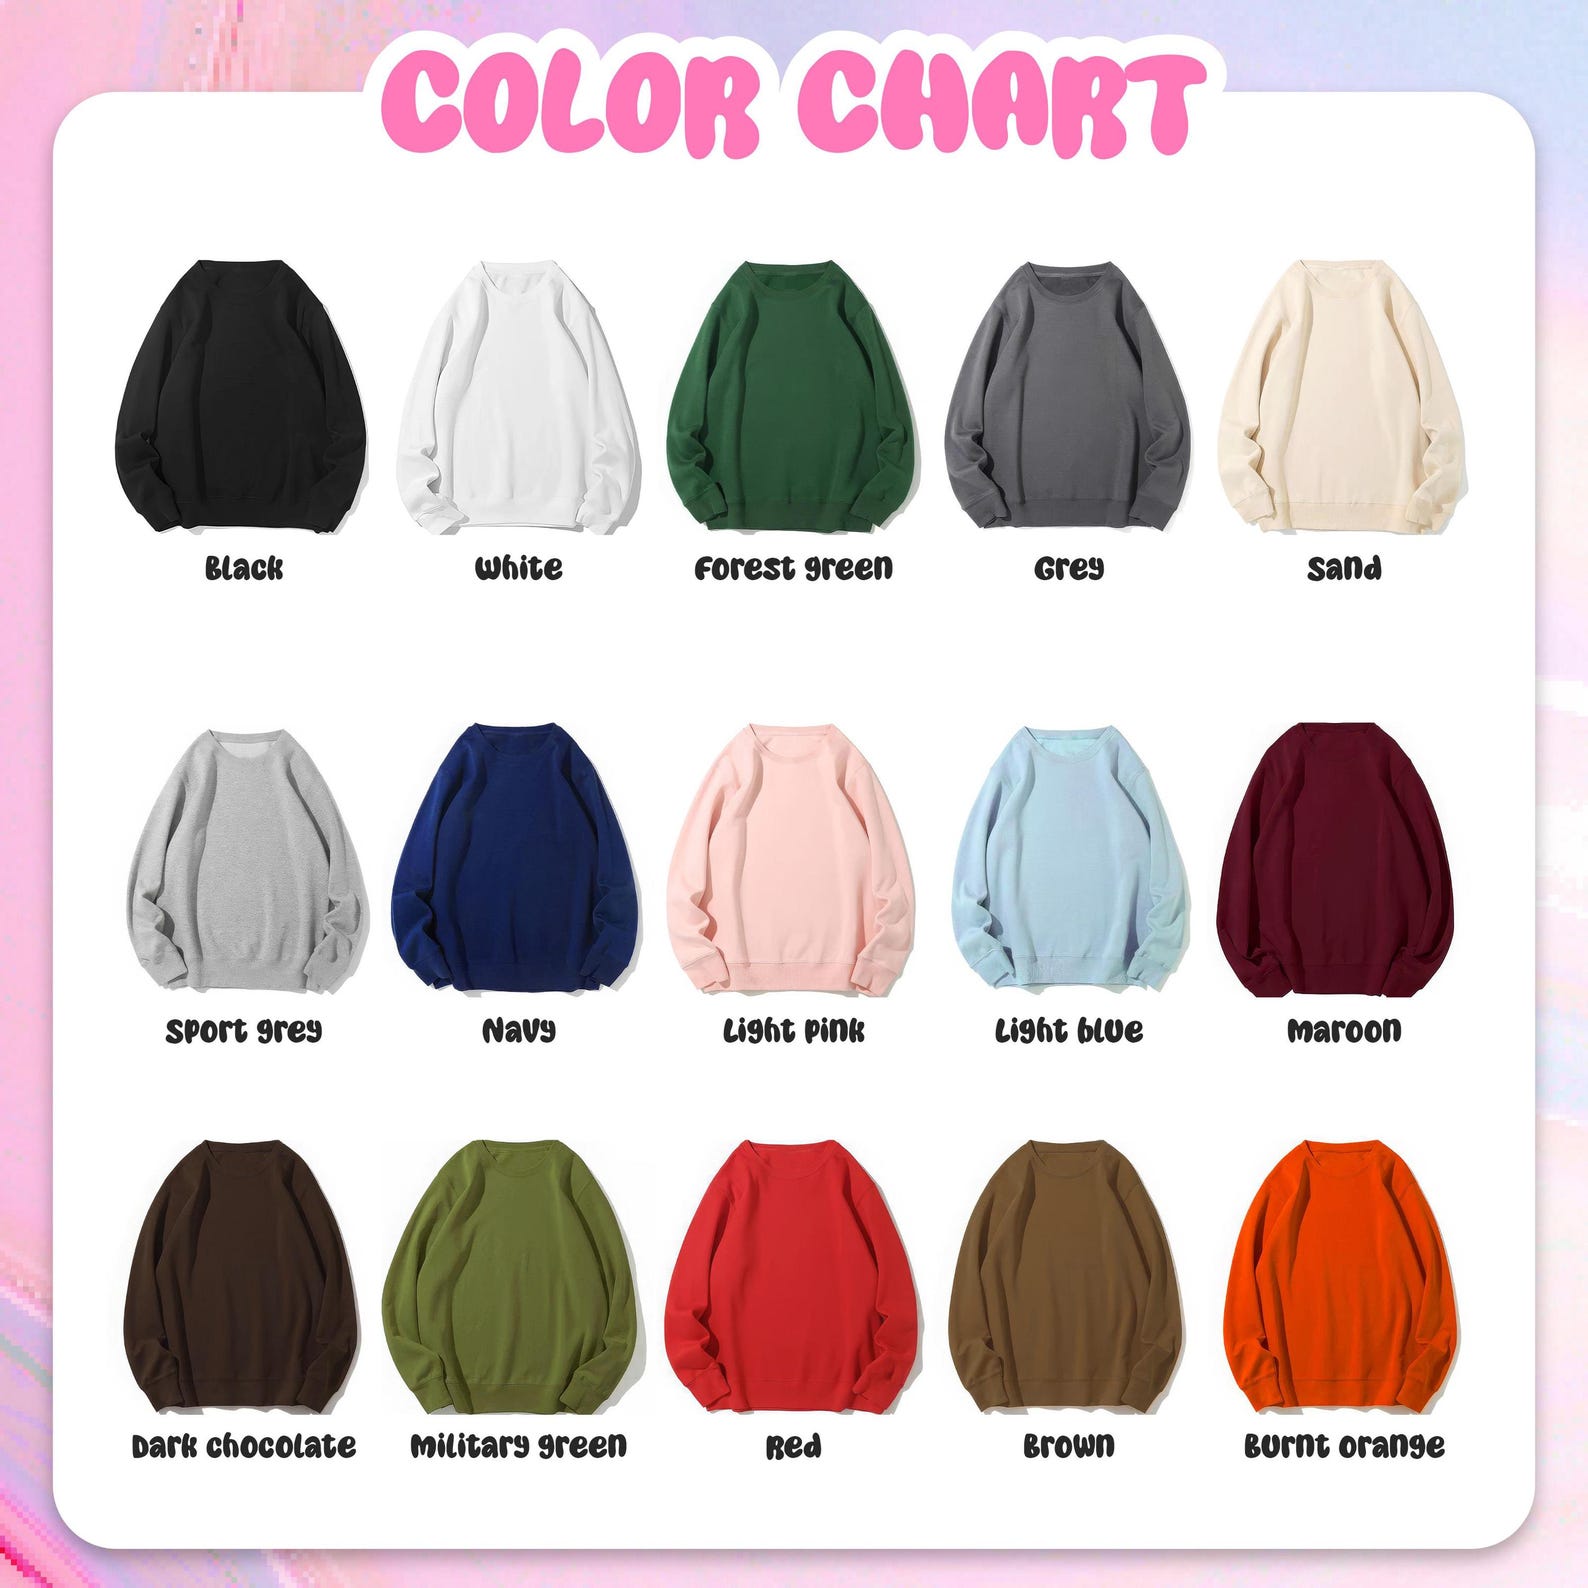 COLOR CHART
Black
White
Forest green
Grey
Sand
Sport grey
Navy
Light pink
Light blue
Maroon
Dark chocolate
Military green
Red
Brown
Burnt orange